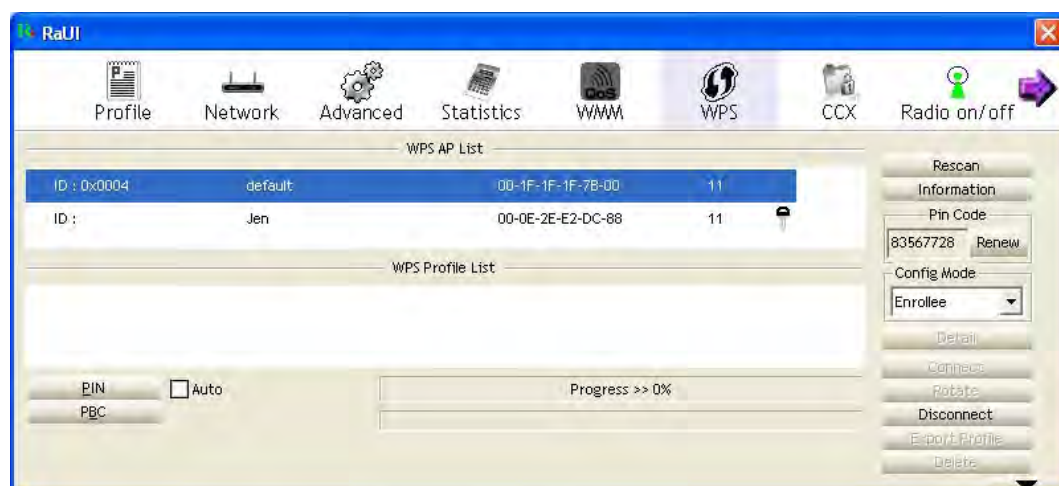 RaUI
Profile Network Advanced Statistics QoS WMM WPS CCX Radio on/off
WPS AP List
ID : 0x0004 default 00-1F-1F-1F-7B-00 11
ID : Jen 00-0E-2E-E2-DC-88 11
WPS Profile List
Rescan
Information
Pin Code
83567728 Renew
Config Mode
Enrollee
Detail
Connect
Rotate
Disconnect
Export Profile
Delete
PIN Auto Progress >> 0%
PBC